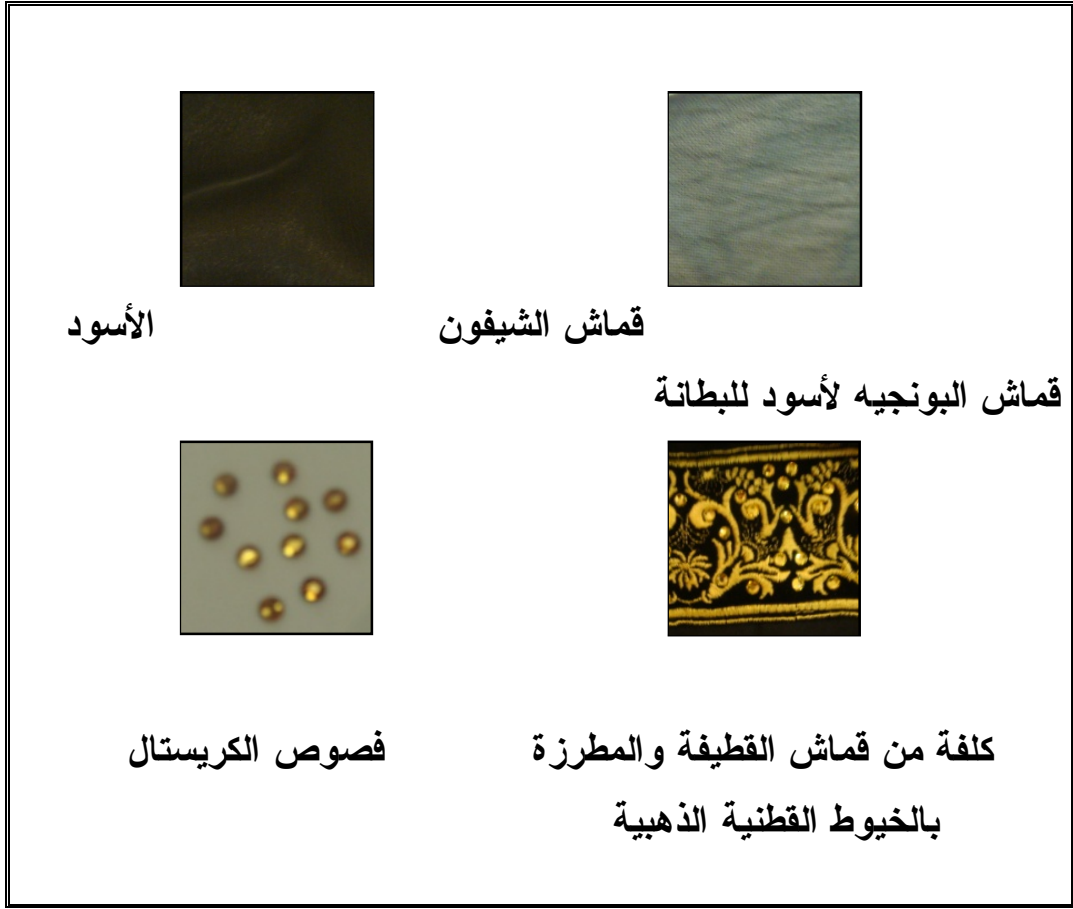 قماش الشيفون الأسود
قماش البونجيه لأسود للبطانة
كلفة من قماش القطيفة والمطرزة فصوص الكريستال
بالخيوط القطنية الذهبية